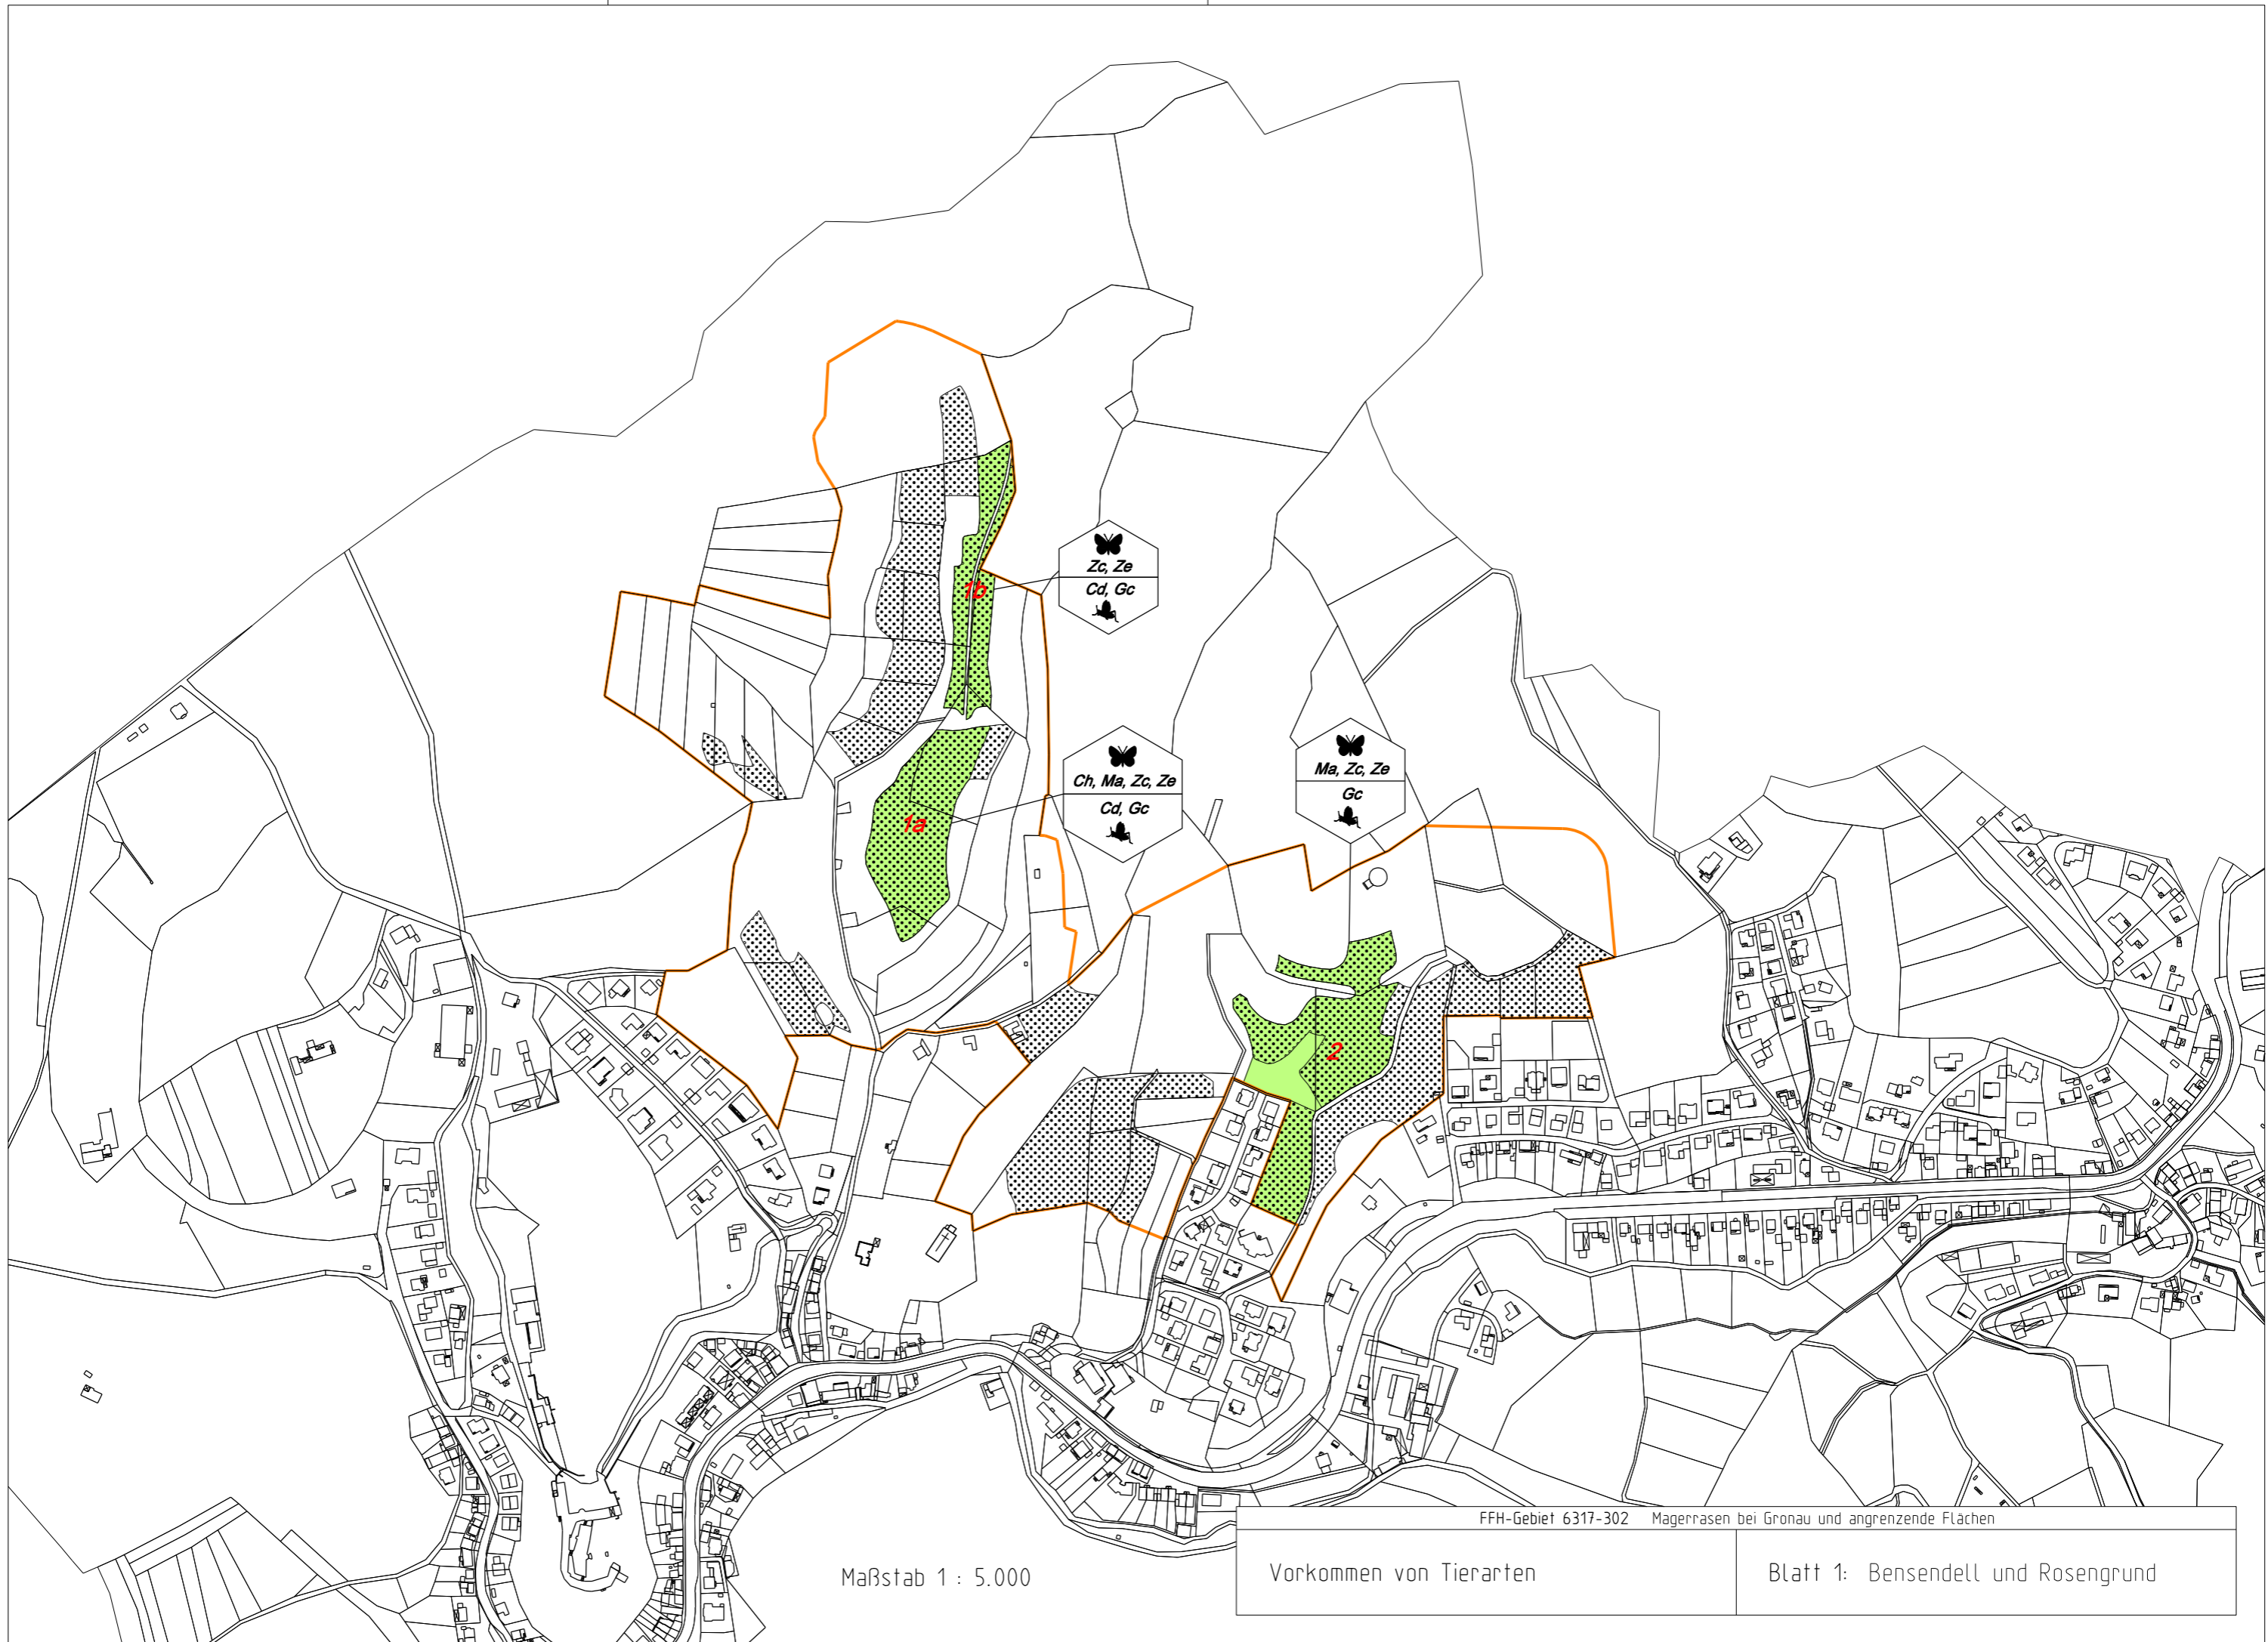 Zc, Ze
1b
Cd, Gc
Ma, Zc, Ze
Ch, Ma, Zc, Ze
Gc
Cd, Gc
1a
2
FFH-Gebiet 6317-302 Magerrasen bei Gronau und angrenzende Flächen
Maßstab 1 : 5.000
Vorkommen von Tierarten
Blatt 1: Bensendell und Rosengrund